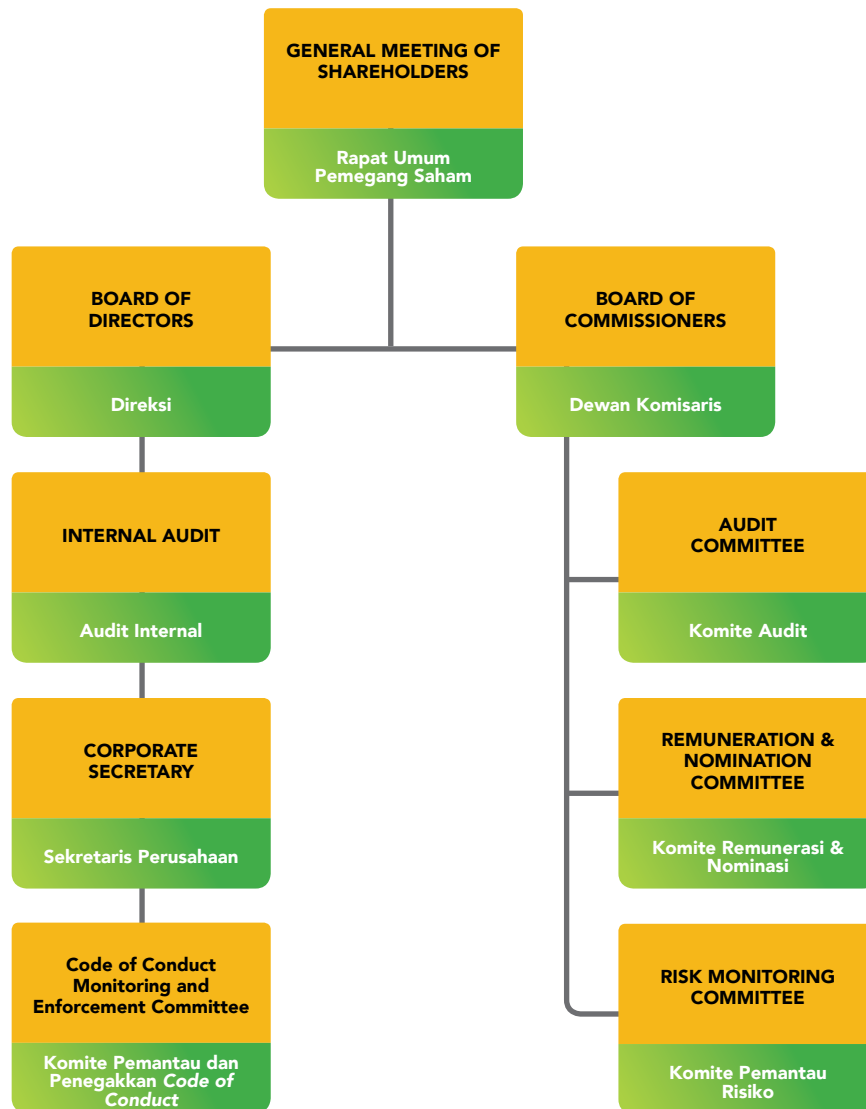 GENERAL MEETING OF
SHAREHOLDERS
Rapat Umum
Pemegang Saham
BOARD OF
DIRECTORS
Direksi
BOARD OF
COMMISSIONERS
Dewan Komisaris
INTERNAL AUDIT
Audit Internal
AUDIT
COMMITTEE
Komite Audit
CORPORATE
SECRETARY
Sekretaris Perusahaan
REMUNERATION &
NOMINATION
COMMITTEE
Komite Remunerasi &
Nominasi
Code of Conduct
Monitoring and
Enforcement Committee
Komite Pemantau dan
Penegakkan Code of
Conduct
RISK MONITORING
COMMITTEE
Komite Pemantau
Risiko